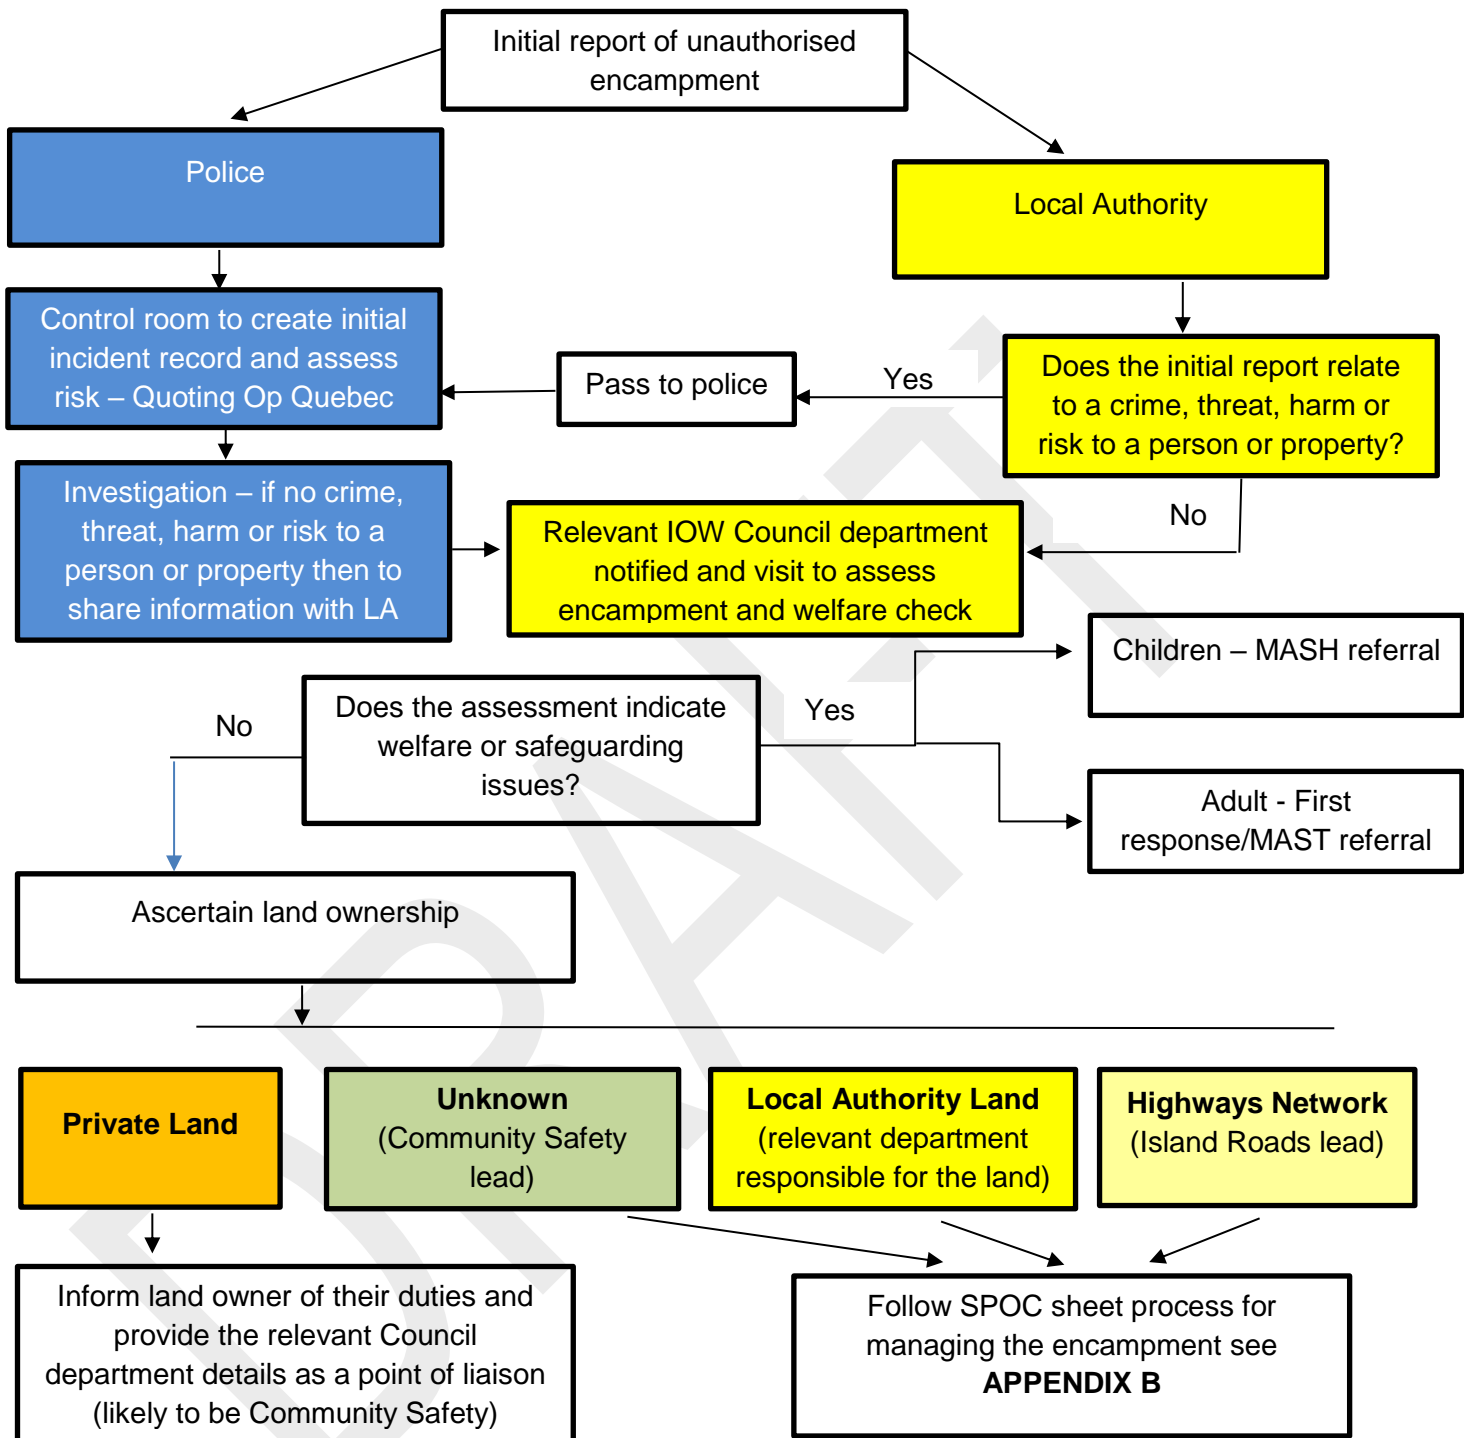 Initial report of unauthorised
encampment
Police
Local Authority
Control room to create initial
incident record and assess
risk – Quoting Op Quebec
Pass to police
Yes
Does the initial report relate
to a crime, threat, harm or
risk to a person or property?
Investigation – if no crime,
threat, harm or risk to a
person or property then to
share information with LA
Relevant IOW Council department
notified and visit to assess
encampment and welfare check
No
Children – MASH referral
No
Does the assessment indicate
welfare or safeguarding
issues?
Yes
Adult - First
response/MAST referral
Ascertain land ownership
Private Land
Unknown
(Community Safety
lead)
Local Authority Land
(relevant department
responsible for the land)
Highways Network
(Island Roads lead)
Inform land owner of their duties and
provide the relevant Council
department details as a point of liaison
(likely to be Community Safety)
Follow SPOC sheet process for
managing the encampment see
APPENDIX B
DRAFT